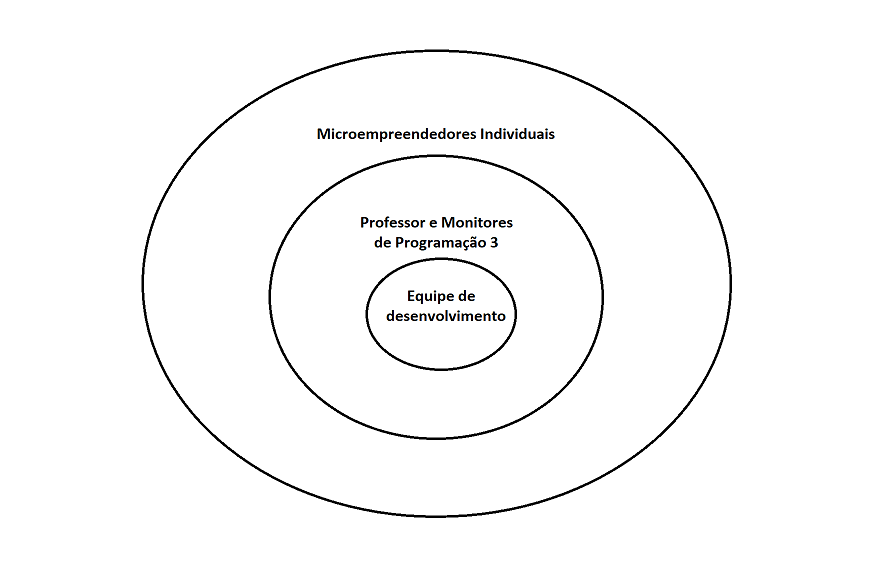 Microempreendedores Individuais
Professor e Monitores
de Programação 3
Equipe de
desenvolvimento